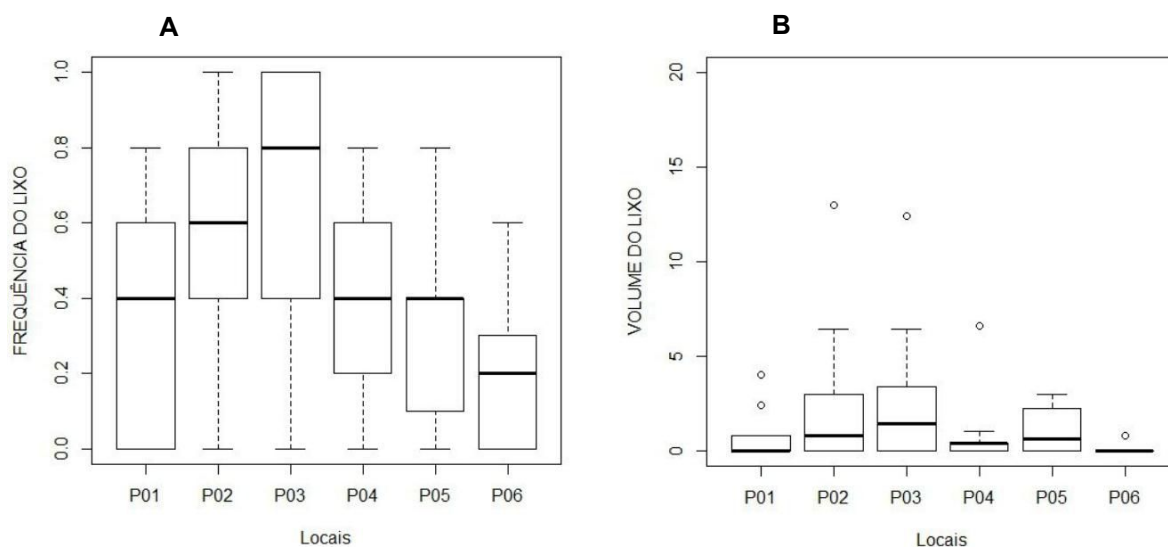 A
FREQUÊNCIA DO LIXO
1.0
0.8
0.6
0.4
0.2
0.0
P01 P02 P03 P04 P05 P06
Locais
B
VOLUME DO LIXO
20
15
10
5
0
P01 P02 P03 P04 P05 P06
Locais